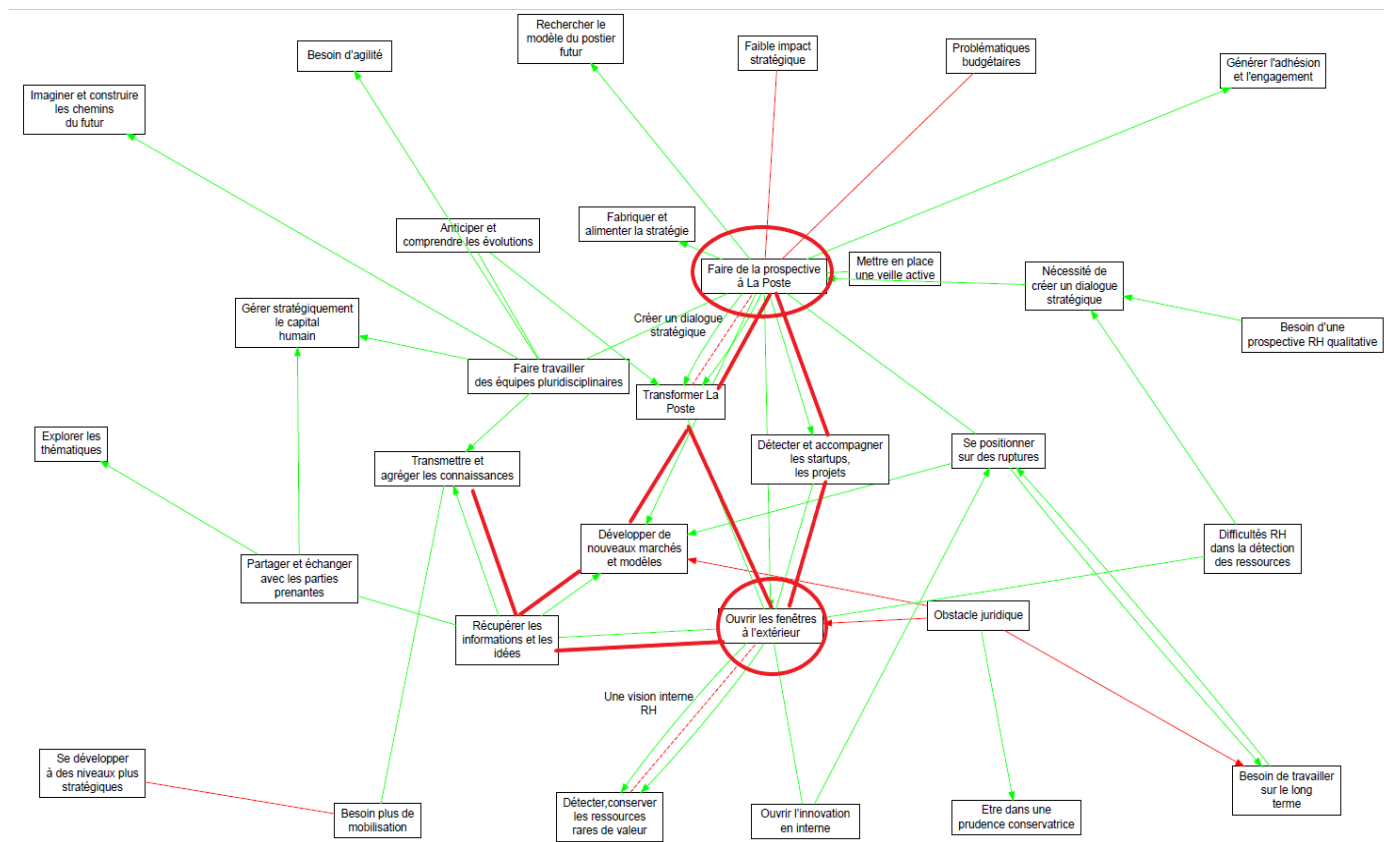 Rechercher le
modèle du postier
futur
Besoin d'agilité
Faible impact
stratégique
Problématiques
budgétaires
Générer l'adhésion
et l'engagement
Imaginer et construire
les chemins
du futur
Anticiper et
comprendre les évolutions
Fabriquer et
alimenter la stratégie
Faire de la prospective
à La Poste
Mettre en place
une veille active
Nécessité de
créer un dialogue
stratégique
Gérer stratégiquement
le capital
humain
Créer un dialogue
stratégique
Besoin d'une
prospective RH qualitative
Faire travailler
des équipes pluridisciplinaires
Transformer La
Poste
Explorer les
thématiques
Transmettre et
agréger les connaissances
Détecter et accompagner
les startups,
les projets
Se positionner
sur des ruptures
Développer de
nouveaux marchés
et modèles
Difficultés RH
dans la détection
des ressources
Partager et échanger
avec les parties
prenantes
Récupérer les
informations et les
idées
Ouvrir les fenêtres
à l'extérieur
Obstacle juridique
Une vision interne
RH
Se développer
à des niveaux plus
stratégiques
Besoin plus de
mobilisation
Détecter,conserver
les ressources
rares de valeur
Ouvrir l'innovation
en interne
Etre dans une
prudence conservatrice
Besoin de travailler
sur le long
terme